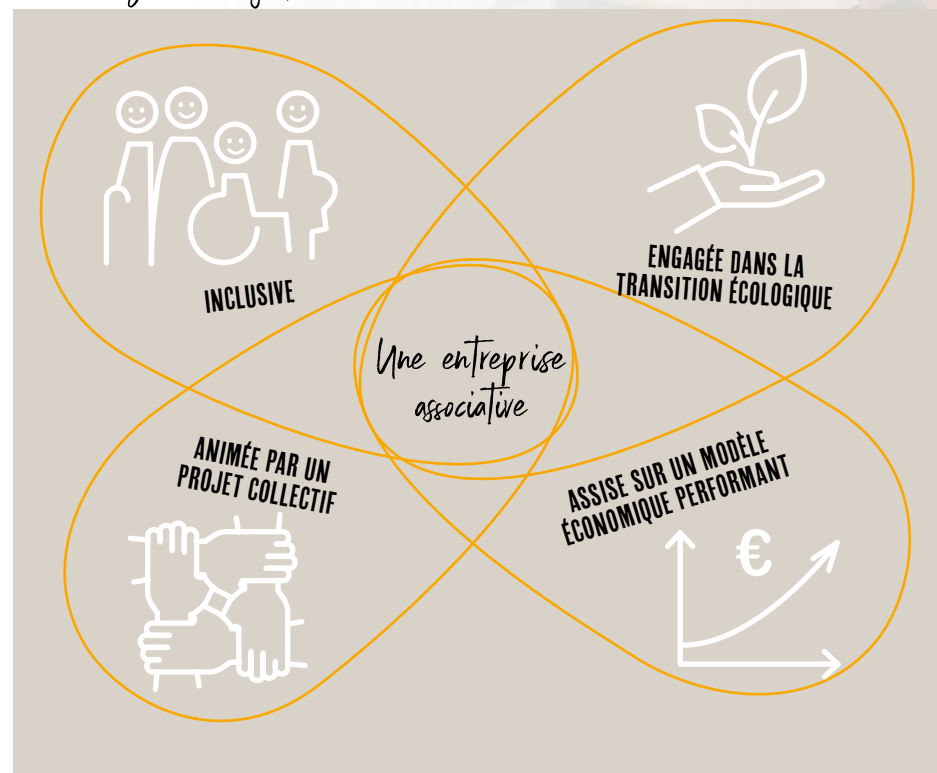 INCLUSIVE
ENGAGÉE DANS LA
TRANSITION ÉCOLOGIQUE
Une entreprise
associative
ANIMÉE PAR UN
PROJET COLLECTIF
ASSISE SUR UN MODÈLE
ÉCONOMIQUE PERFORMANT
€